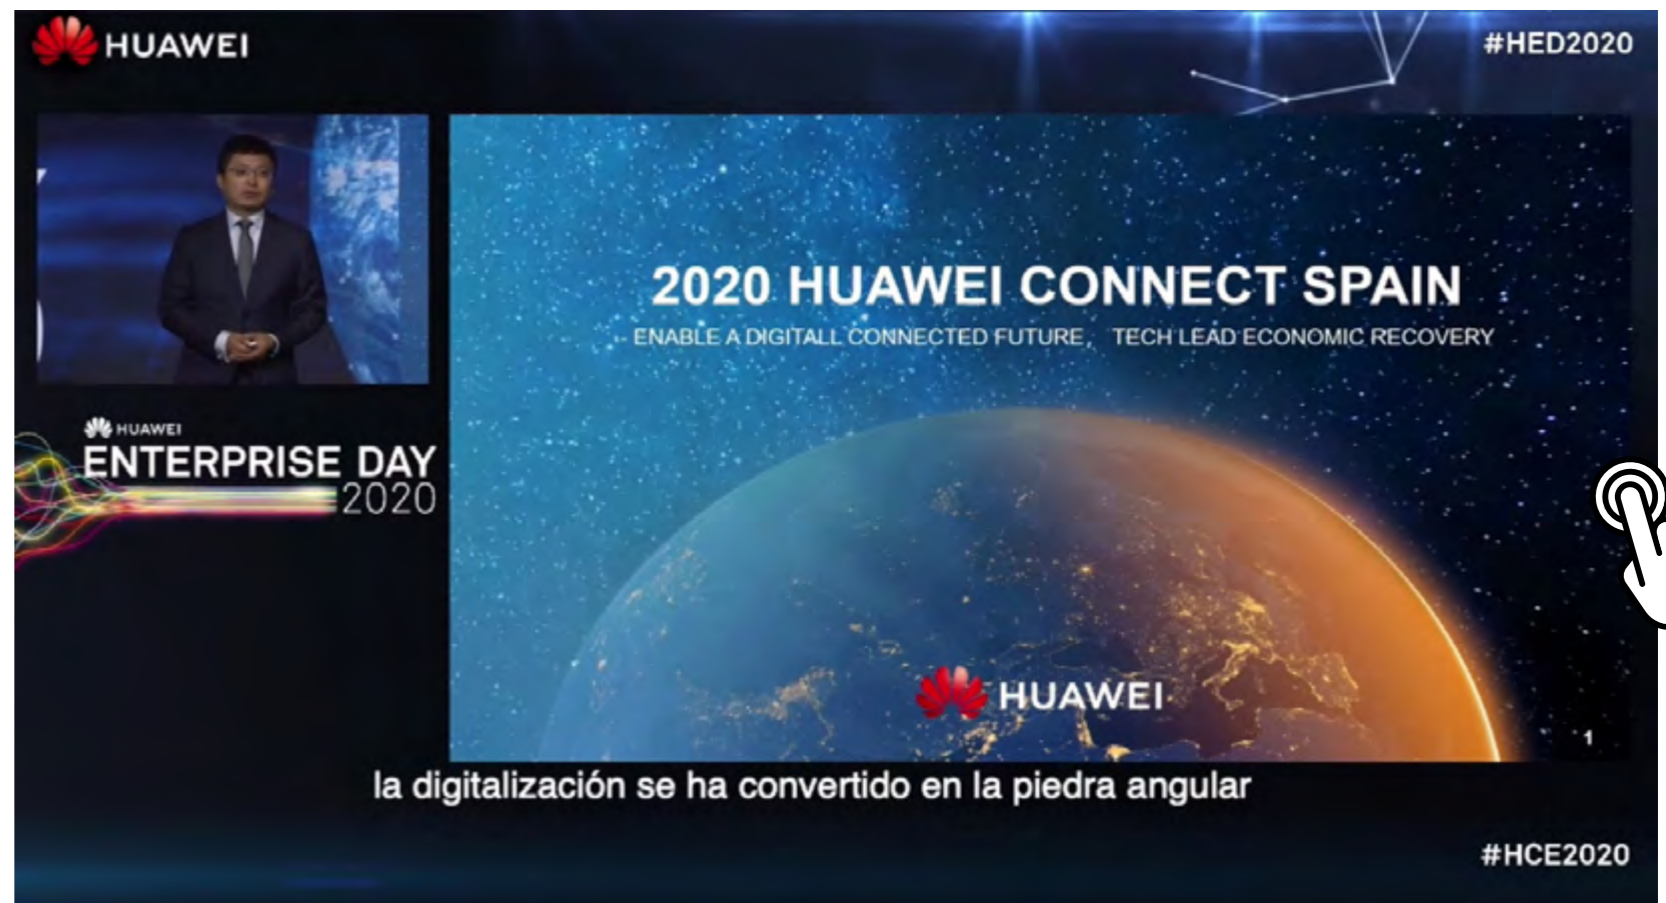 HUAWEI
#HED2020
2020 HUAWEI CONNECT SPAIN
ENABLE A DIGITALL CONNECTED FUTURE, TECH LEAD ECONOMIC RECOVERY
HUAWEI
ENTERPRISE DAY
2020
HUAWEI
1
la digitalización se ha convertido en la piedra angular
#HCE2020